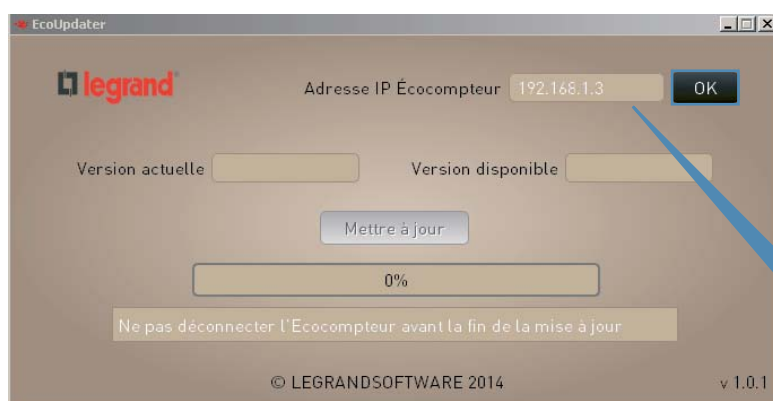 EcoUpdater
legrand
Adresse IP Écocompteur 192.168.1.3 OK
Version actuelle Version disponible
Mettre à jour
0%
Ne pas déconnecter l'Ecocompteur avant la fin de la mise à jour
© LEGRANDSOFTWARE 2014 v 1.0.1